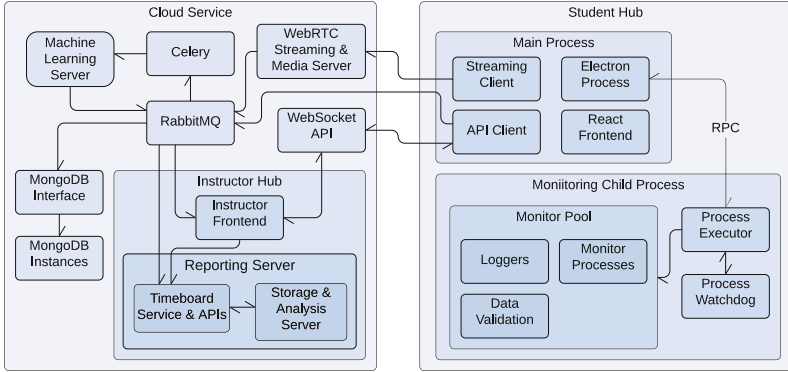 Cloud Service
Machine
Learning
Server
Celery
WebRTC
Streaming &
Media Server
RabbitMQ
WebSocket
API
MongoDB
Interface
MongoDB
Instances
Instructor Hub
Instructor
Frontend
Reporting Server
Timeboard
Service & APIs
Storage &
Analysis
Server
Student Hub
Main Process
Streaming
Client
Electron
Process
API Client
React
Frontend
RPC
Moniitoring Child Process
Monitor Pool
Loggers
Monitor
Processes
Data
Validation
Process
Executor
Process
Watchdog